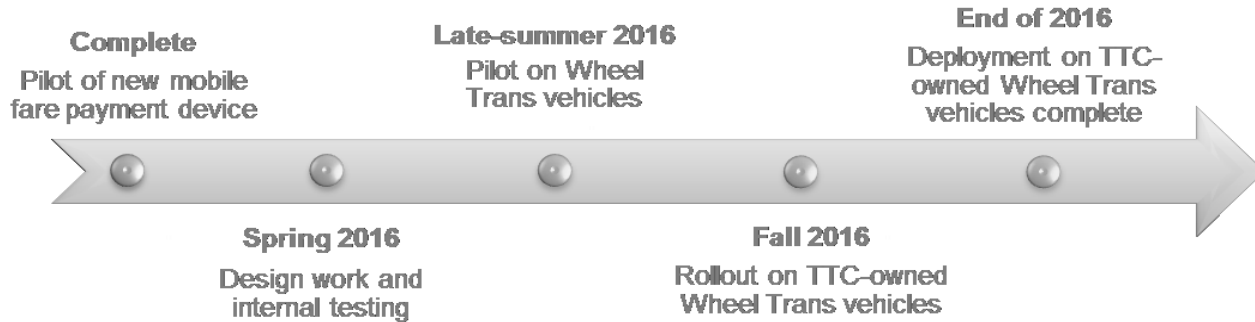 Complete
Pilot of new mobile
fare payment device
Spring 2016
Design work and
internal testing
Late-summer 2016
Pilot on Wheel
Trans vehicles
Fall 2016
Rollout on TTC-owned
Wheel Trans vehicles
End of 2016
Deployment on TTC-
owned Wheel Trans
vehicles complete